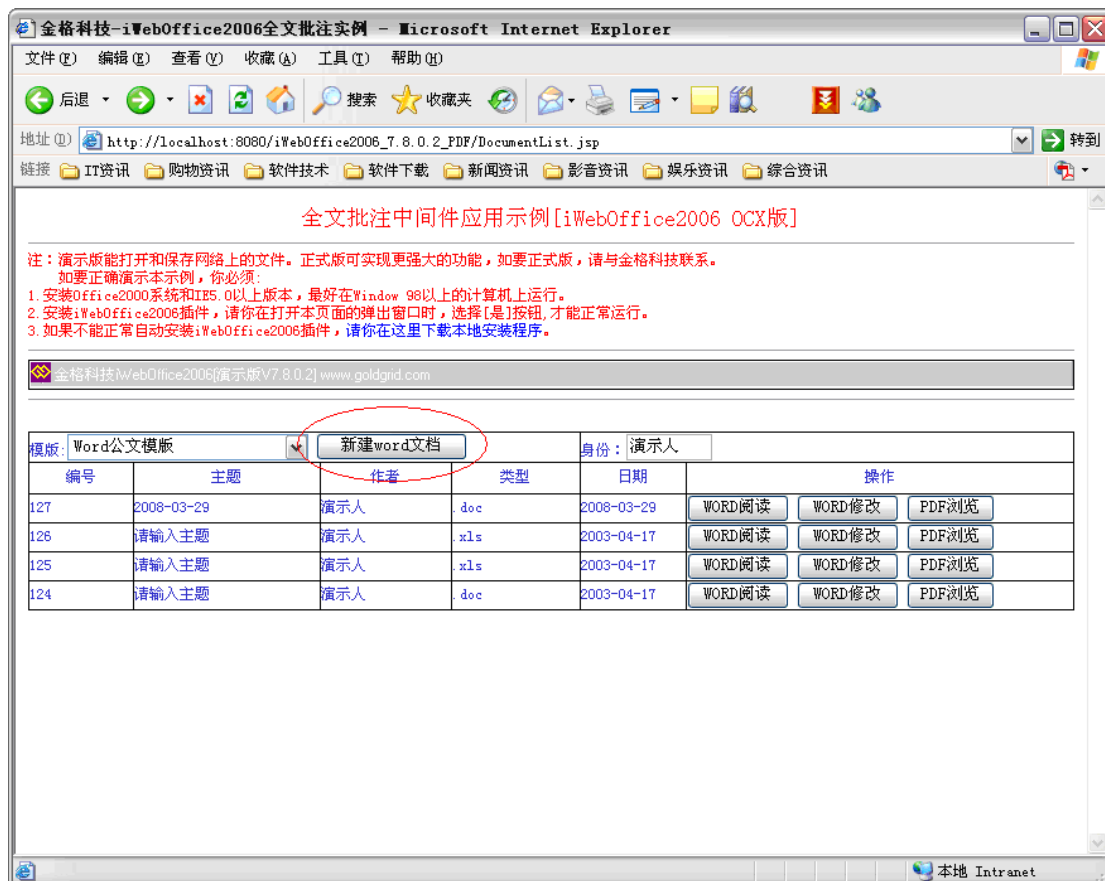 金格科技-iWebOffice2006全文批注实例 - Microsoft Internet Explorer
文件(F) 编辑(E) 查看(V) 收藏(A) 工具(T) 帮助(H)
后退 搜索 收藏夹
地址(D) http://localhost:8080/iWebOffice2006_7.8.0.2_PDF/DocumentList.jsp 转到
链接 IT资讯 购物资讯 软件技术 软件下载 新闻资讯 影音资讯 娱乐资讯 综合资讯
全文批注中间件应用示例[iWebOffice2006 OCX版]
注：演示版能打开和保存网络上的文件。正式版可实现更强大的功能，如要正式版，请与金格科技联系。
如要正确演示本示例，你必须:
1.安装Office2000系统和IE5.0以上版本，最好在Window 98以上的计算机上运行。
2.安装iWebOffice2006插件，请你在打开本页面的弹出窗口时，选择[是]按钮,才能正常运行。
3.如果不能正常自动安装iWebOffice2006插件，请你在这里下载本地安装程序。
金格科技iWebOffice2006[演示版V7.8.0.2] www.goldgrid.com
模版: Word公文模版 新建word文档 身份： 演示人
编号 主题 作者 类型 日期 操作
127 2008-03-29 演示人 .doc 2008-03-29 WORD阅读 WORD修改 PDF浏览
126 请输入主题 演示人 .xls 2003-04-17 WORD阅读 WORD修改 PDF浏览
125 请输入主题 演示人 .xls 2003-04-17 WORD阅读 WORD修改 PDF浏览
124 请输入主题 演示人 .doc 2003-04-17 WORD阅读 WORD修改 PDF浏览
本地 Intranet